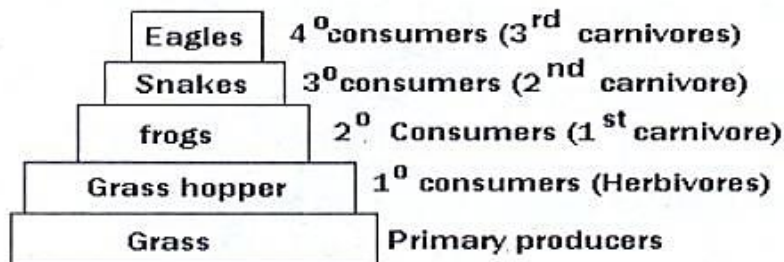 Eagles 4⁰consumers (3ʳᵈ carnivores)
Snakes 3⁰consumers (2ⁿᵈ carnivore)
frogs 2⁰ Consumers (1ˢᵗ carnivore)
Grass hopper 1⁰ consumers (Herbivores)
Grass Primary producers